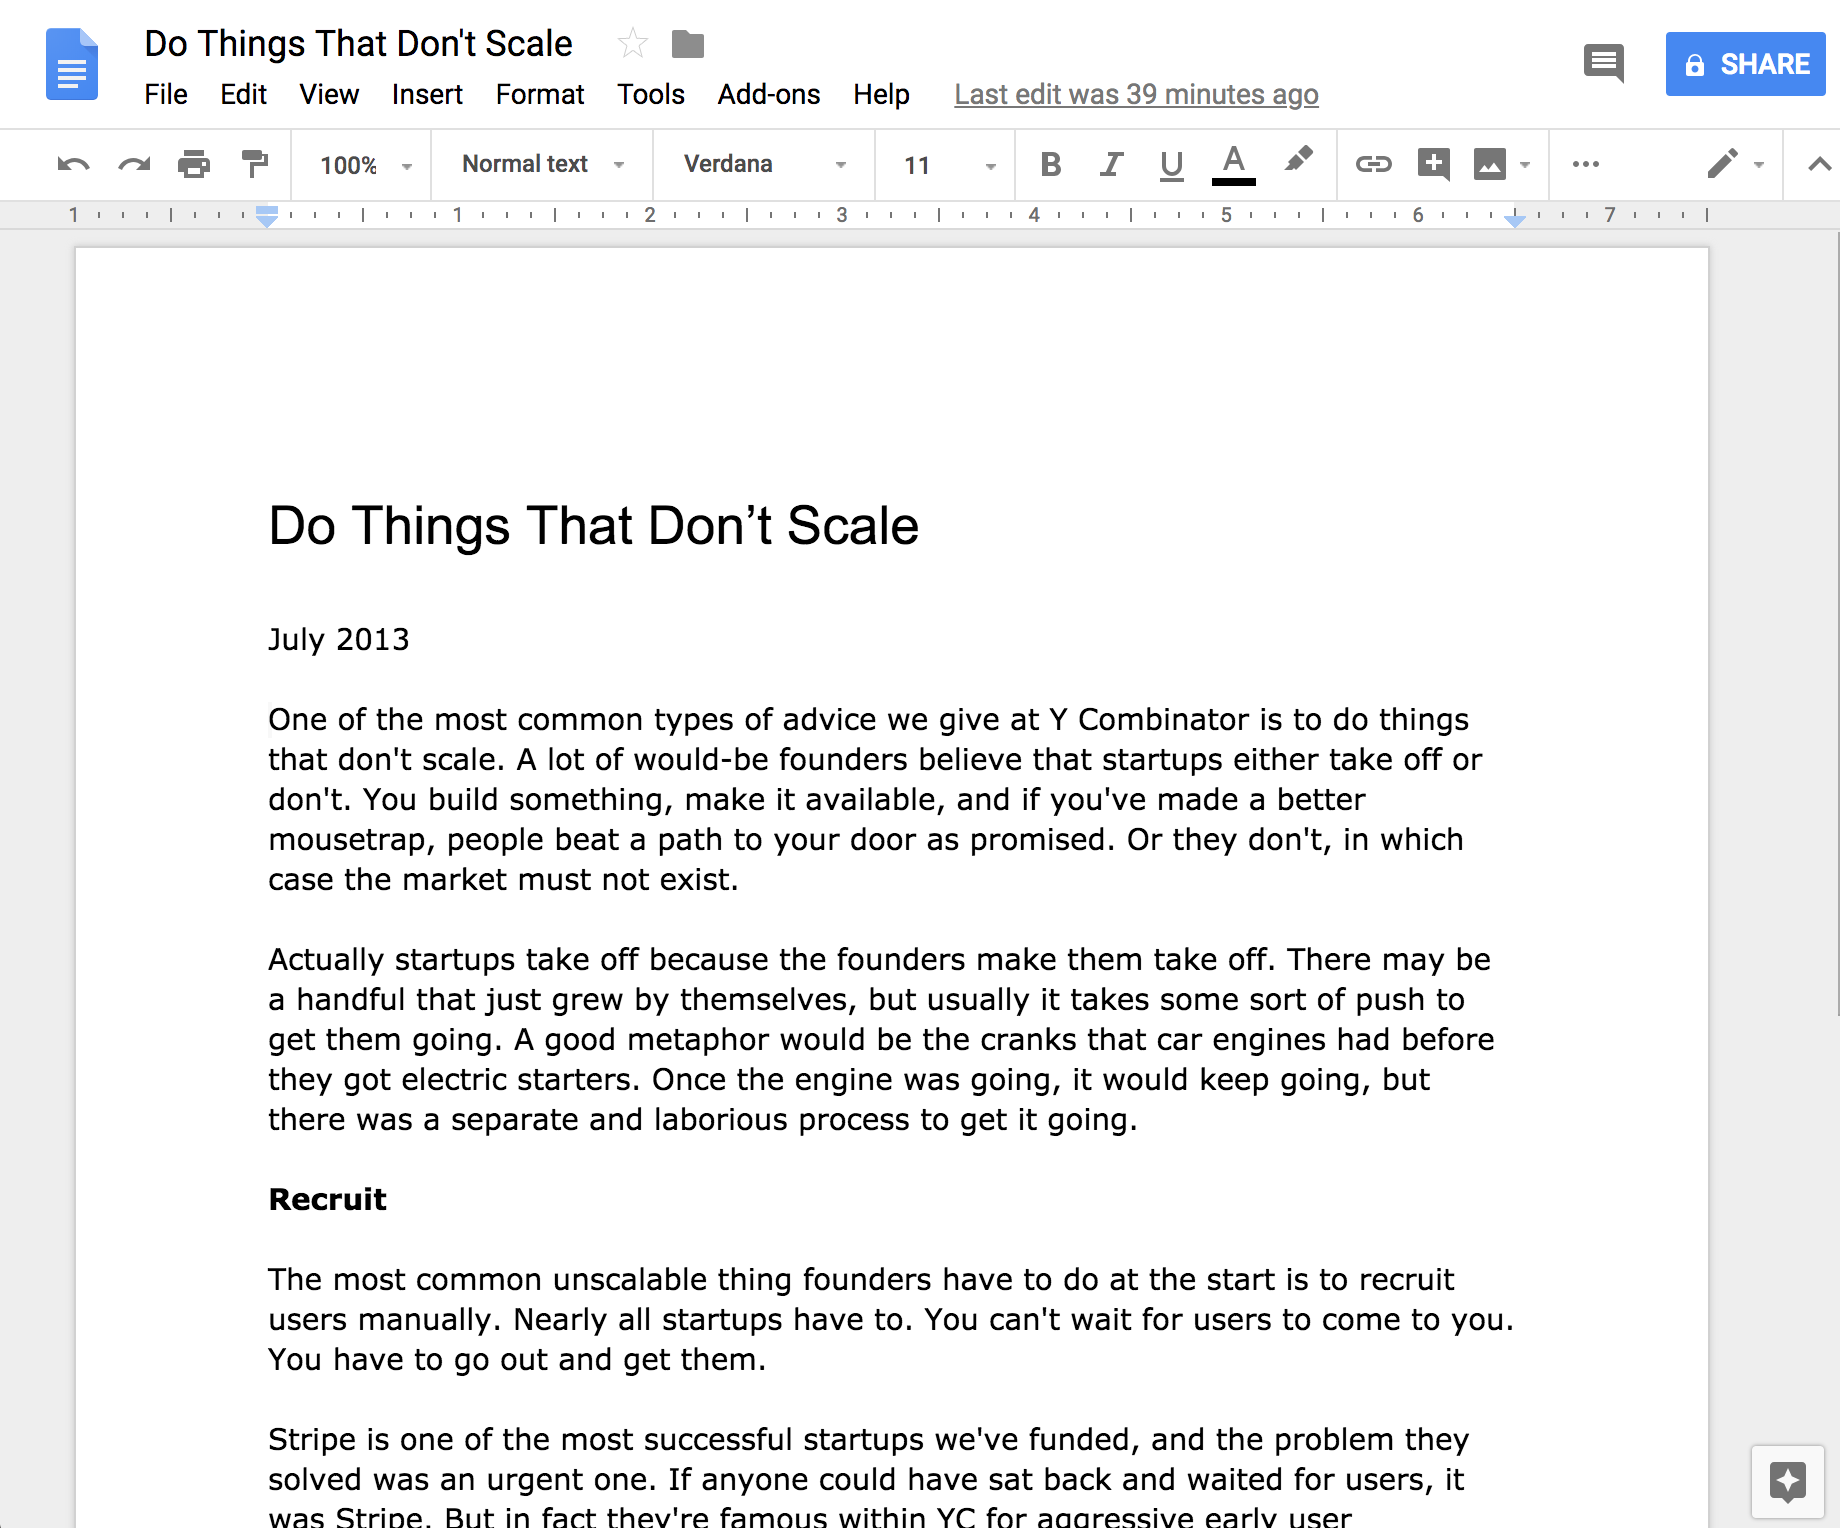 Do Things That Don't Scale
File Edit View Insert Format Tools Add-ons Help Last edit was 39 minutes ago
SHARE
100% Normal text Verdana 11 B I U A
1 1 2 3 4 5 6 7
Do Things That Don’t Scale
July 2013
One of the most common types of advice we give at Y Combinator is to do things
that don't scale. A lot of would-be founders believe that startups either take off or
don't. You build something, make it available, and if you've made a better
mousetrap, people beat a path to your door as promised. Or they don't, in which
case the market must not exist.
Actually startups take off because the founders make them take off. There may be
a handful that just grew by themselves, but usually it takes some sort of push to
get them going. A good metaphor would be the cranks that car engines had before
they got electric starters. Once the engine was going, it would keep going, but
there was a separate and laborious process to get it going.
Recruit
The most common unscalable thing founders have to do at the start is to recruit
users manually. Nearly all startups have to. You can't wait for users to come to you.
You have to go out and get them.
Stripe is one of the most successful startups we've funded, and the problem they
solved was an urgent one. If anyone could have sat back and waited for users, it
was Stripe. But in fact they're famous within YC for aggressive early user